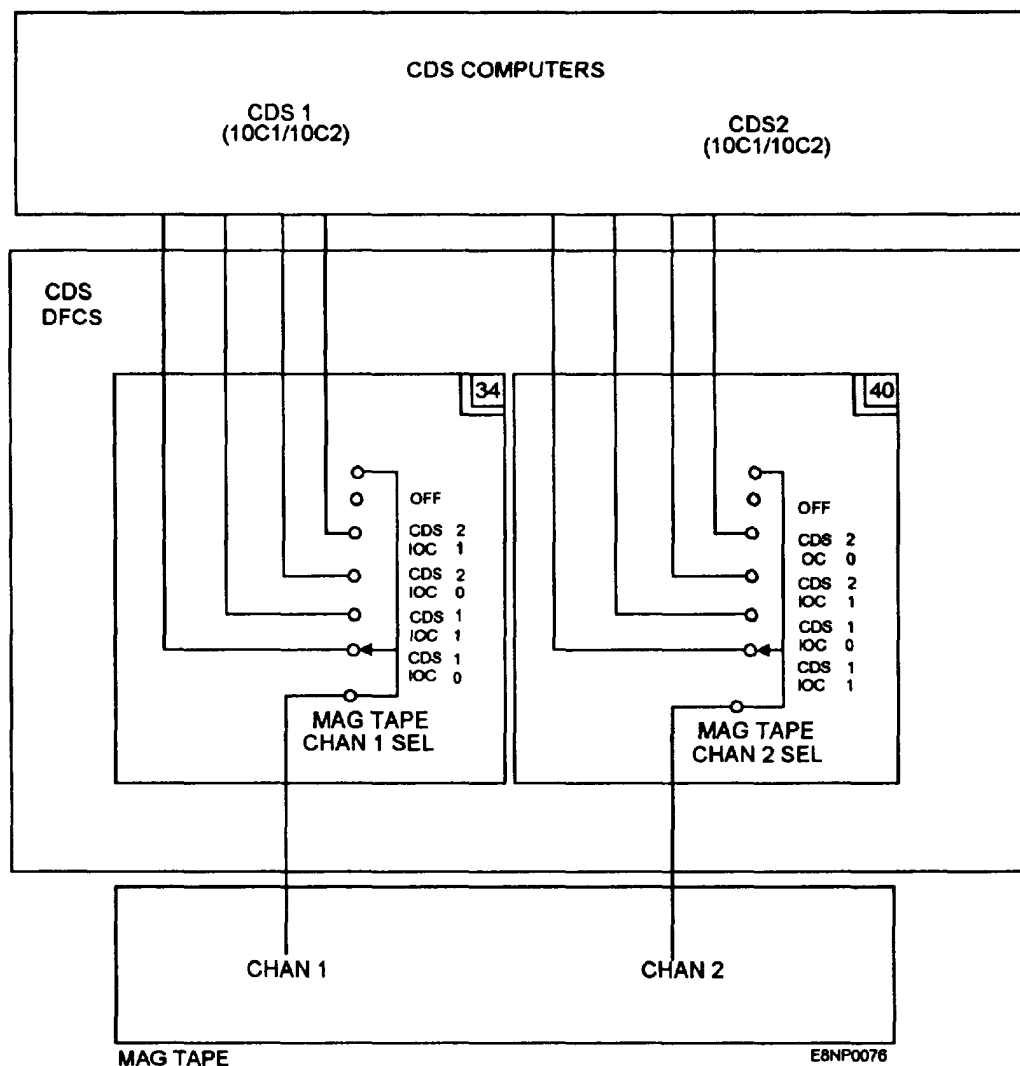 CDS COMPUTERS
CDS 1
(10C1/10C2)
CDS2
(10C1/10C2)
CDS
DFCS
34
OFF
CDS 2
IOC 1
CDS 2
IOC 0
CDS 1
IOC 1
CDS 1
IOC 0
MAG TAPE
CHAN 1 SEL
40
OFF
CDS 2
OC 0
CDS 2
IOC 1
CDS 1
IOC 0
CDS 1
IOC 1
MAG TAPE
CHAN 2 SEL
CHAN 1
CHAN 2
MAG TAPE
E8NP0076